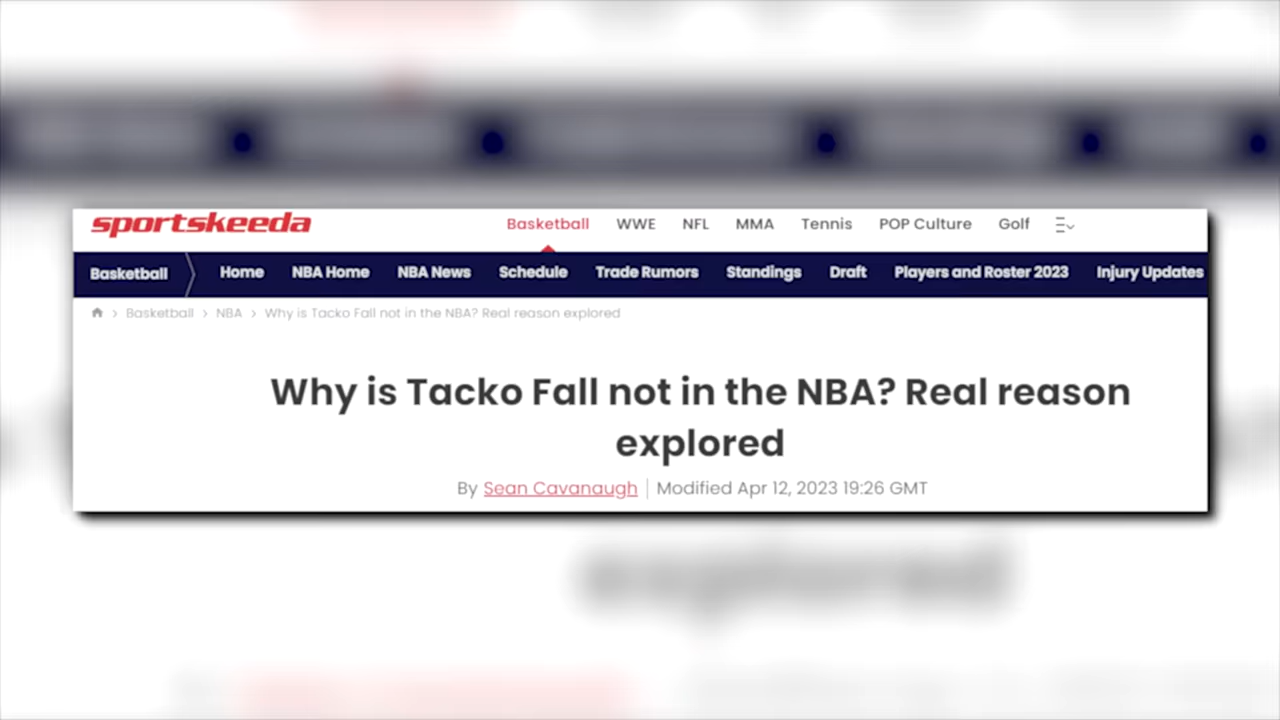 sportskeeda
Basketball WWE NFL MMA Tennis POP Culture Golf
Basketball Home NBA Home NBA News Schedule Trade Rumors Standings Draft Players and Roster 2023 Injury Updates
Basketball > NBA > Why is Tacko Fall not in the NBA? Real reason explored
Why is Tacko Fall not in the NBA? Real reason
explored
By Sean Cavanaugh | Modified Apr 12, 2023 19:26 GMT